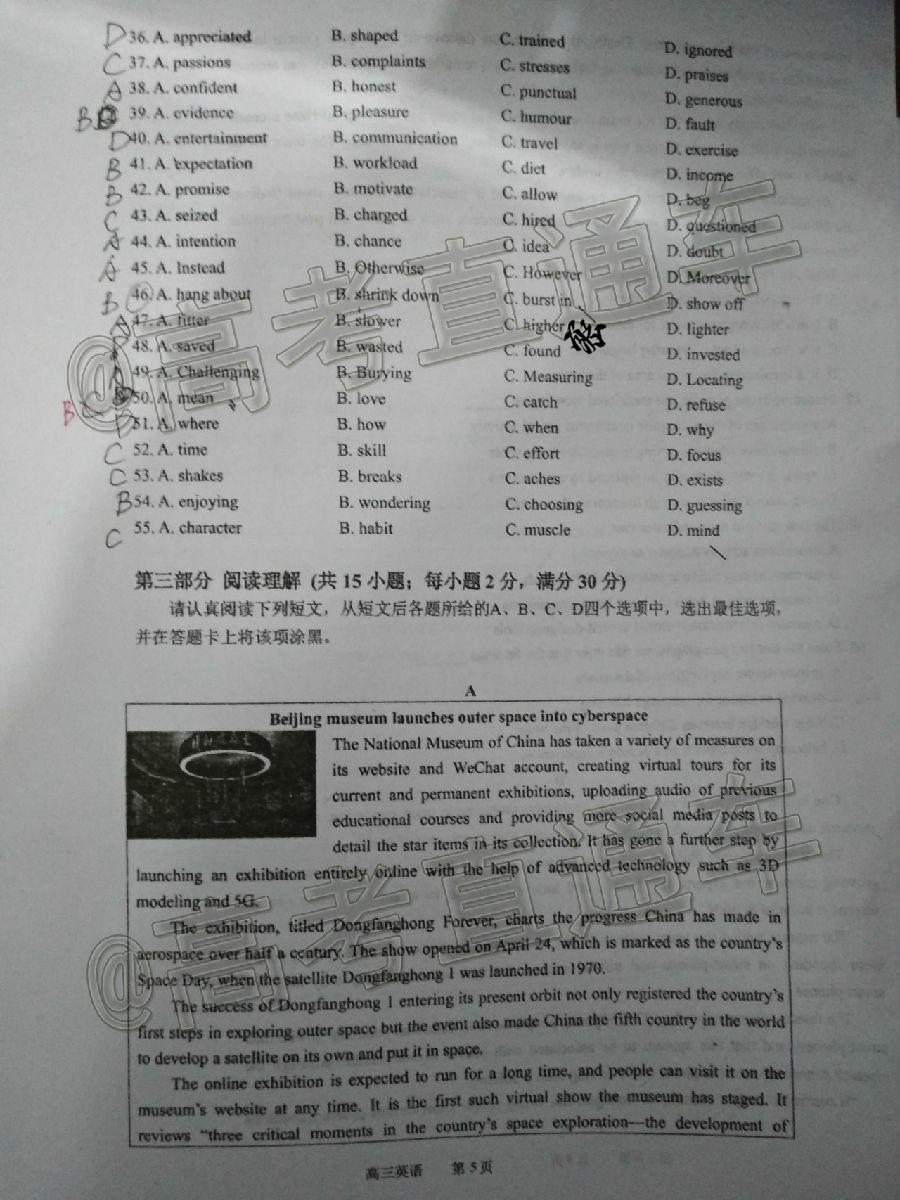 D 36. A. appreciated B. shaped C. trained D. ignored
C 37. A. passions B. complaints C. stresses D. praises
A 38. A. confident B. honest C. punctual D. generous
B 39. A. evidence B. pleasure C. humour D. fault
D 40. A. entertainment B. communication C. travel D. exercise
B 41. A. expectation B. workload C. diet D. income
B 42. A. promise B. motivate C. allow D. beg
C 43. A. seized B. charged C. hired D. questioned
A 44. A. intention B. chance C. idea D. doubt
A 45. A. Instead B. Otherwise C. However D. Moreover
B 46. A. hang about B. shrink down C. burst in D. show off
A 47. A. fitter B. slower C. higher D. lighter
48. A. saved B. wasted C. found D. invested
A 49. A. Challenging B. Burying C. Measuring D. Locating
B 50. A. mean B. love C. catch D. refuse
D 51. A. where B. how C. when D. why
C 52. A. time B. skill C. effort D. focus
C 53. A. shakes B. breaks C. aches D. exists
B 54. A. enjoying B. wondering C. choosing D. guessing
C 55. A. character B. habit C. muscle D. mind
第三部分 阅读理解 (共 15 小题；每小题 2 分，满分 30 分)
请认真阅读下列短文，从短文后各题所给的A、B、C、D四个选项中，选出最佳选项，
并在答题卡上将该项涂黑。
A
Beijing museum launches outer space into cyberspace
The National Museum of China has taken a variety of measures on
its website and WeChat account, creating virtual tours for its
current and permanent exhibitions, uploading audio of previous
educational courses and providing more social media posts to
detail the star items in its collection. It has gone a further step by
launching an exhibition entirely online with the help of advanced technology such as 3D
modeling and 5G.
The exhibition, titled Dongfanghong Forever, charts the progress China has made in
aerospace over half a century. The show opened on April 24, which is marked as the country's
Space Day, when the satellite Dongfanghong 1 was launched in 1970.
The success of Dongfanghong 1 entering its present orbit not only registered the country's
first steps in exploring outer space but the event also made China the fifth country in the world
to develop a satellite on its own and put it in space.
The online exhibition is expected to run for a long time, and people can visit it on the
museum's website at any time. It is the first such virtual show the museum has staged. It
reviews "three critical moments in the country's space exploration—the development of
高三英语 第 5 页
@高考直通车
@高考直通车